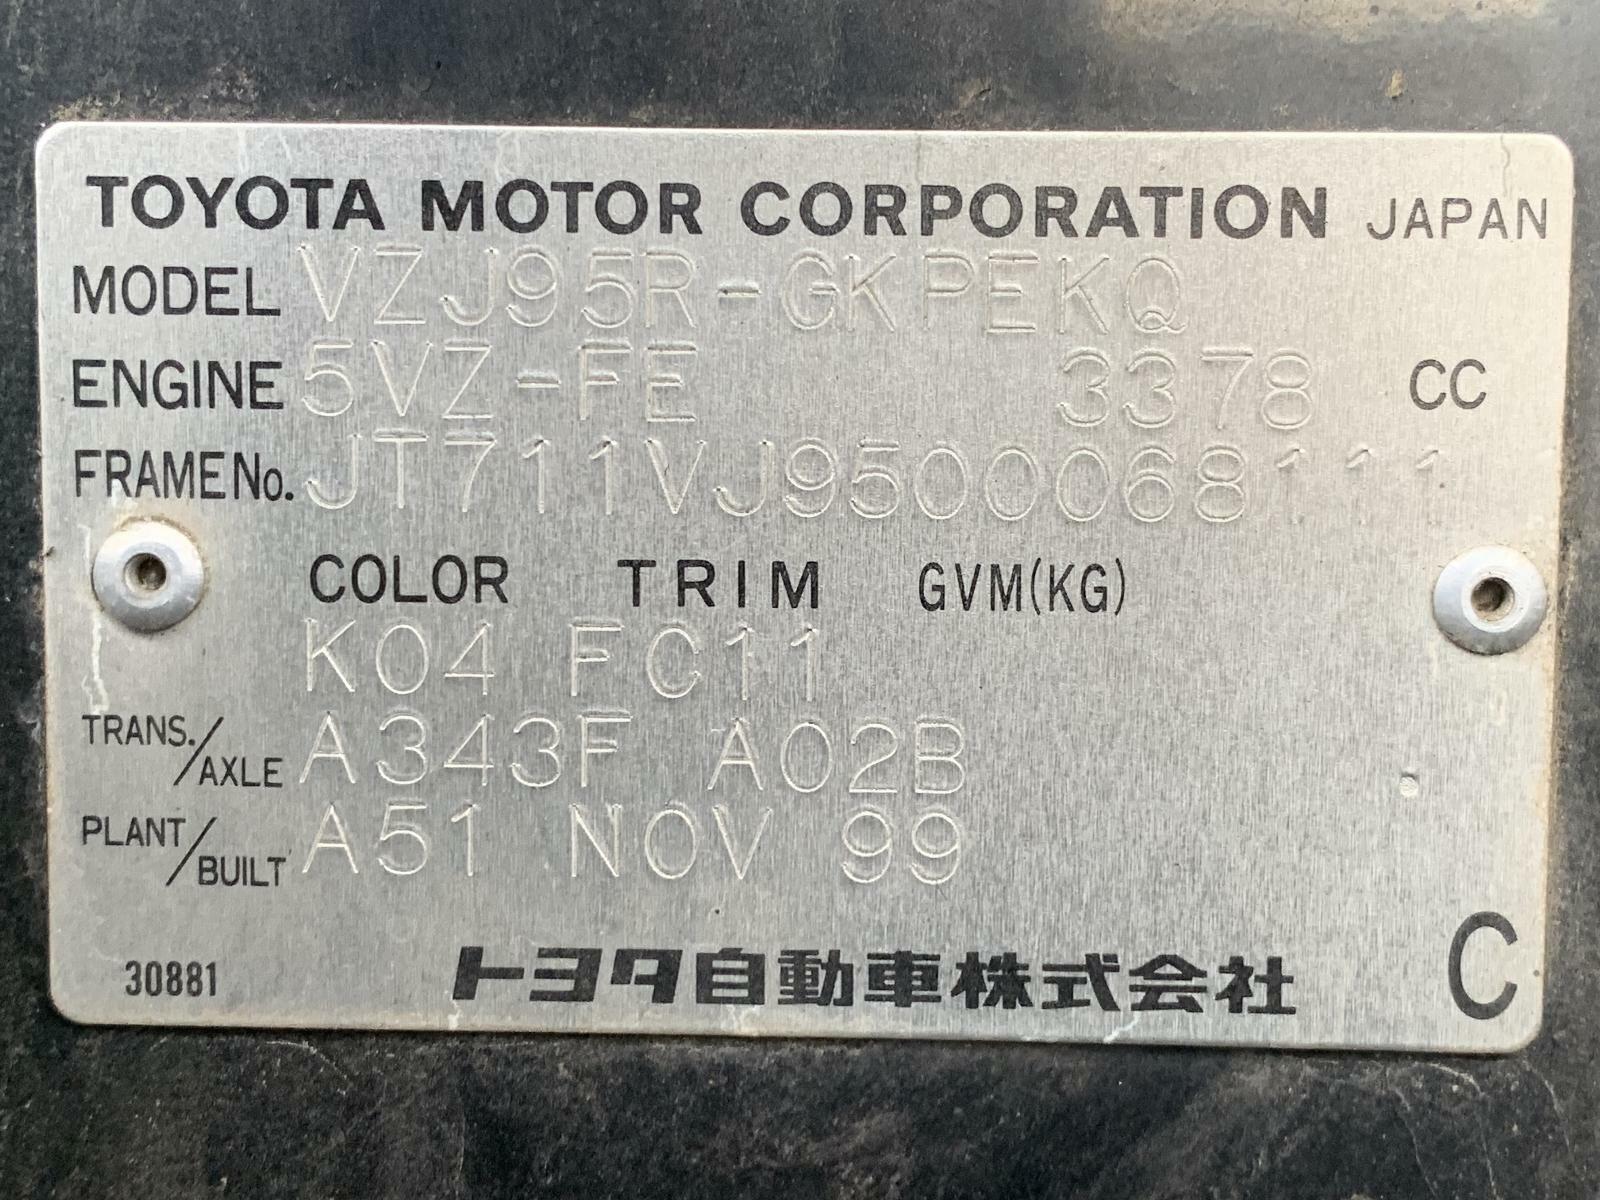 TOYOTA MOTOR CORPORATION JAPAN
MODEL VZJ95R-GKPEKQ
ENGINE 5VZ-FE 3378 CC
FRAME No. JT711VJ9500068111
COLOR TRIM GVM(KG)
K04 FC11
TRANS./AXLE A343F A02B
PLANT/BUILT A51 NOV 99
30881 トヨタ自動車株式会社 C